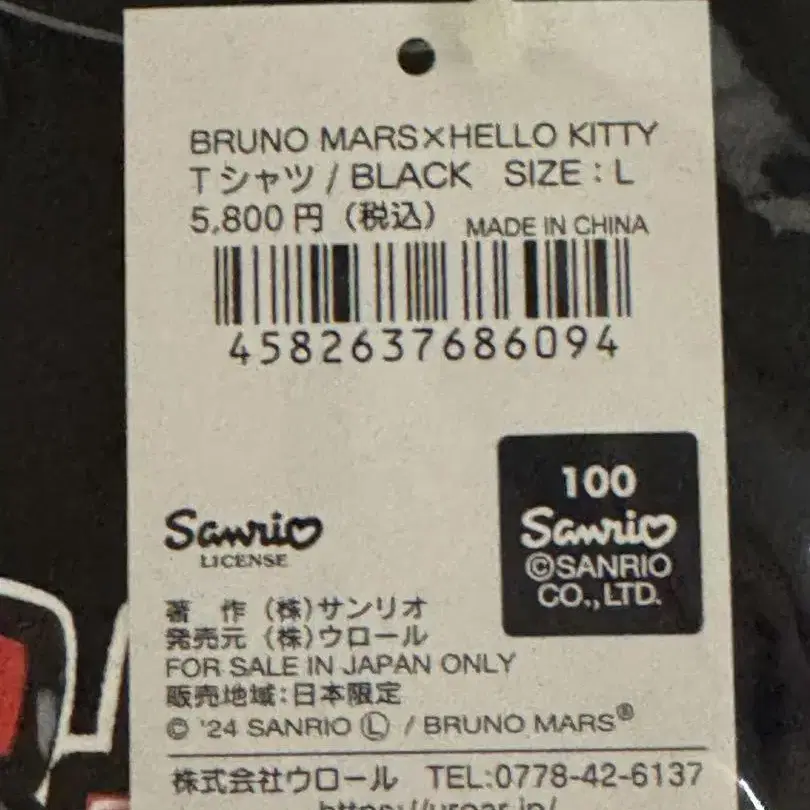 BRUNO MARS×HELLO KITTY
Tシャツ / BLACK SIZE : L
5,800円（税込） MADE IN CHINA
4582637686094
100
Sanrio
©SANRIO
CO., LTD.
Sanrio
LICENSE
著 作 (株)サンリオ
発売元 (株)ウロール
FOR SALE IN JAPAN ONLY
販売地域:日本限定
© '24 SANRIO Ⓛ / BRUNO MARS®
株式会社ウロール TEL:0778-42-6137